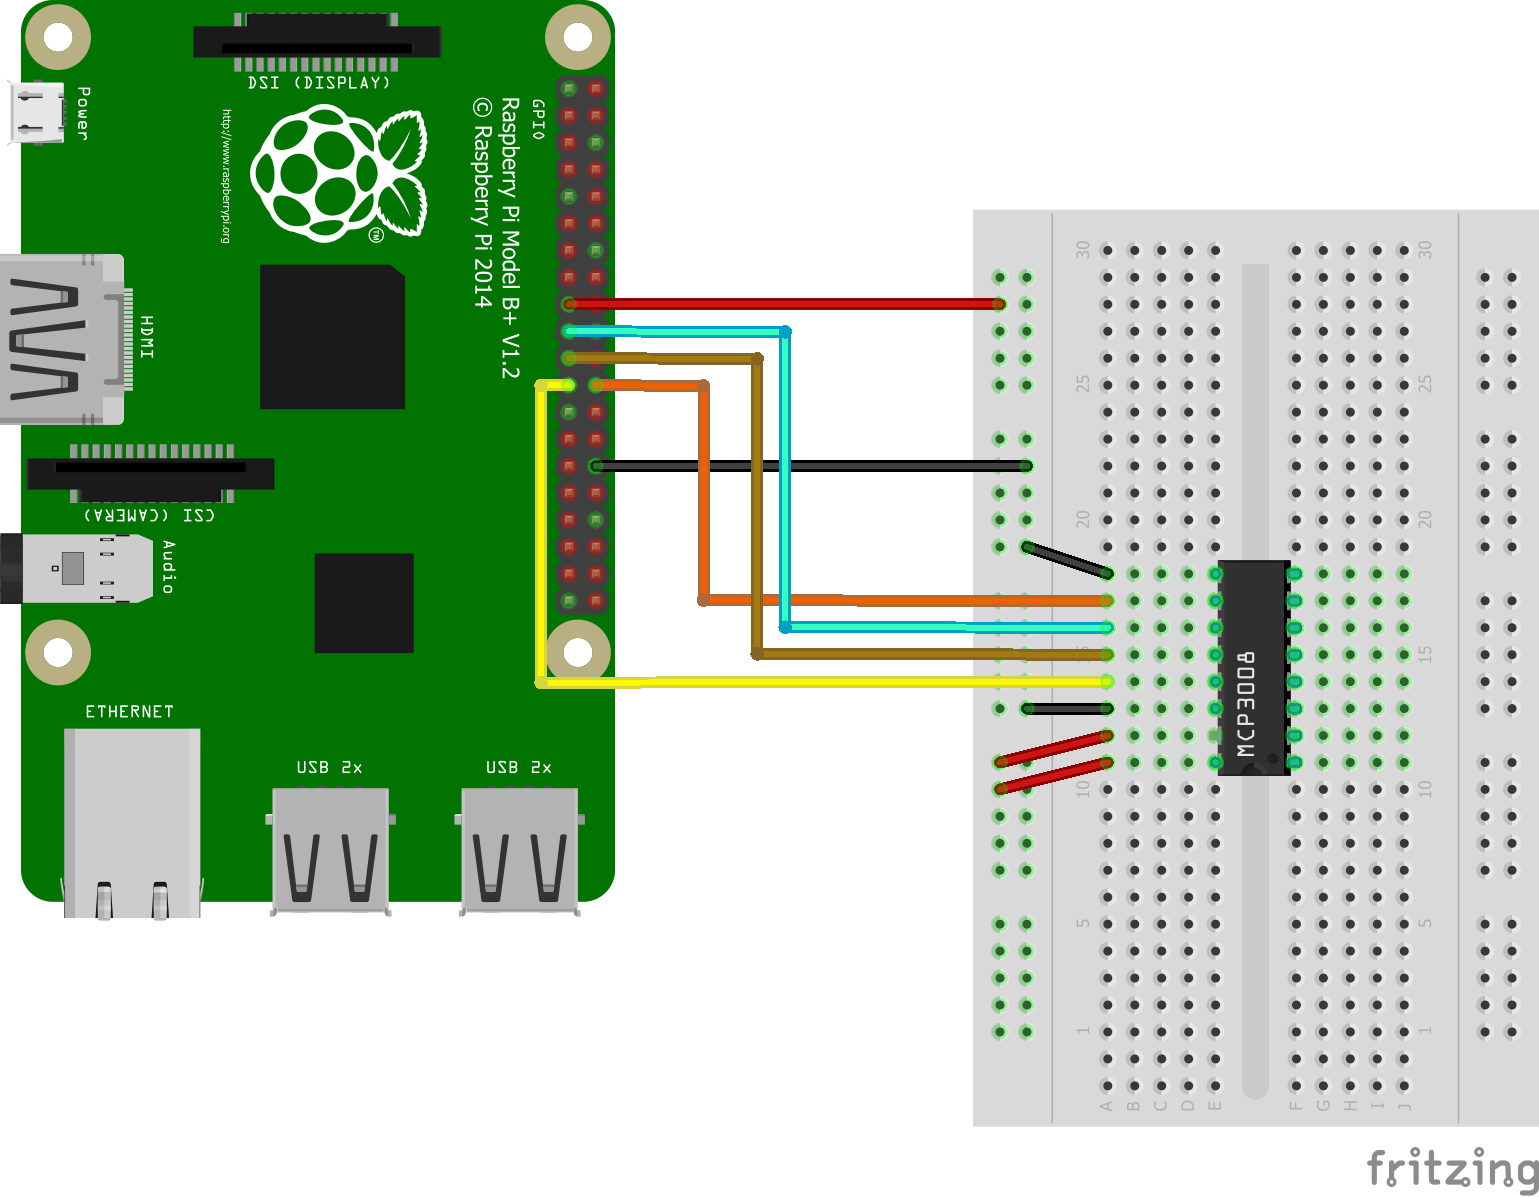 DSI (DISPLAY)
Power
http://www.raspberrypi.org
GPIO
Raspberry Pi Model B+ V1.2
© Raspberry Pi 2014
TM
HDMI
CSI (CAMERA)
Audio
ETHERNET
USB 2x
USB 2x
30
30
25
25
20
20
15
15
10
10
5
5
1
1
MCP3008
A B C D E F G H I J
fritzing